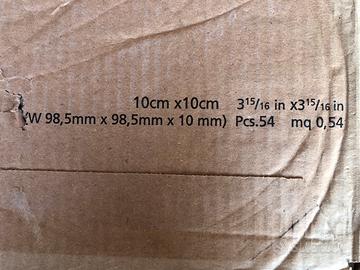 10cm x10cm 3¹⁵/₁₆ in x3¹⁵/₁₆ in
/W 98,5mm x 98,5mm x 10 mm) Pcs.54 mq 0,54